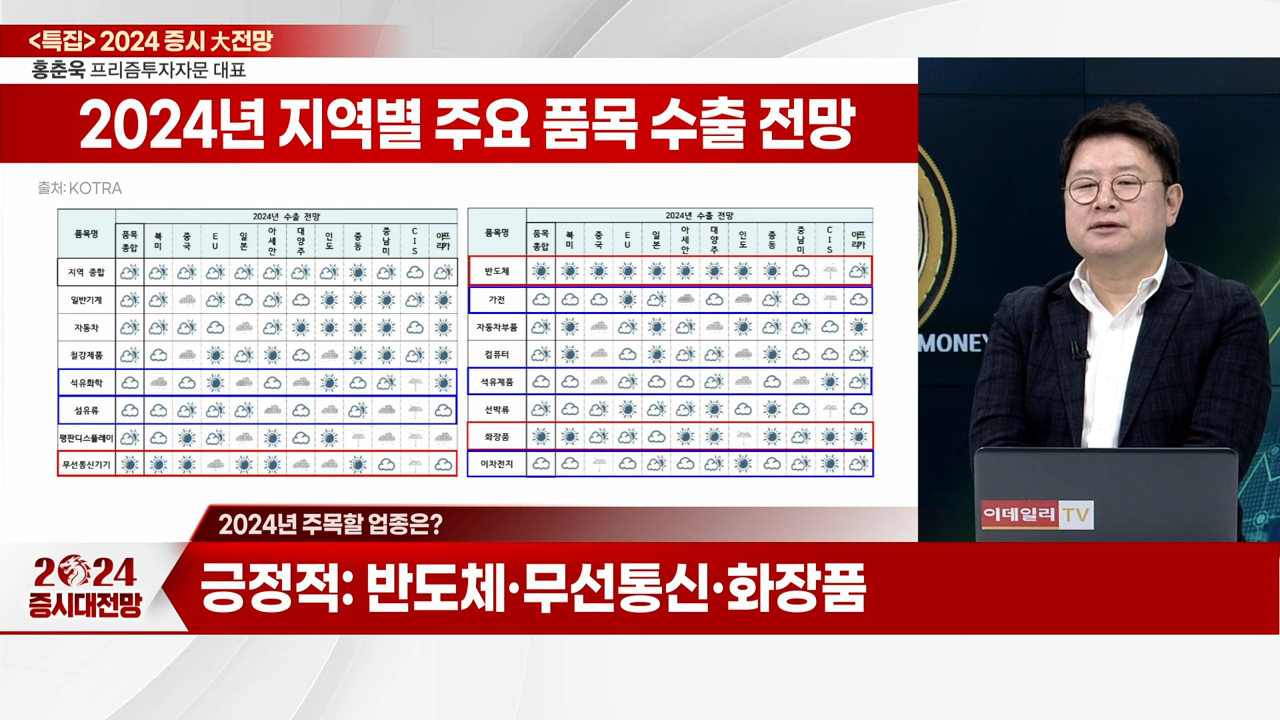 <특집> 2024 증시 大전망
홍춘욱 프리즘투자자문 대표
2024년 지역별 주요 품목 수출 전망
출처: KOTRA
품목명 2024년 수출 전망
품목종합 북미 중국 EU 일본 아세안 대양주 인도 중동 중남미 CIS 아프리카
지역 종합
일반기계
자동차
철강제품
석유화학
섬유류
평판디스플레이
무선통신기기
품목명 2024년 수출 전망
품목종합 북미 중국 EU 일본 아세안 대양주 인도 중동 중남미 CIS 아프리카
반도체
가전
자동차부품
컴퓨터
석유제품
선박류
화장품
이차전지
MONEY
이데일리 TV
2024년 주목할 업종은?
2024
증시대전망
긍정적: 반도체·무선통신·화장품